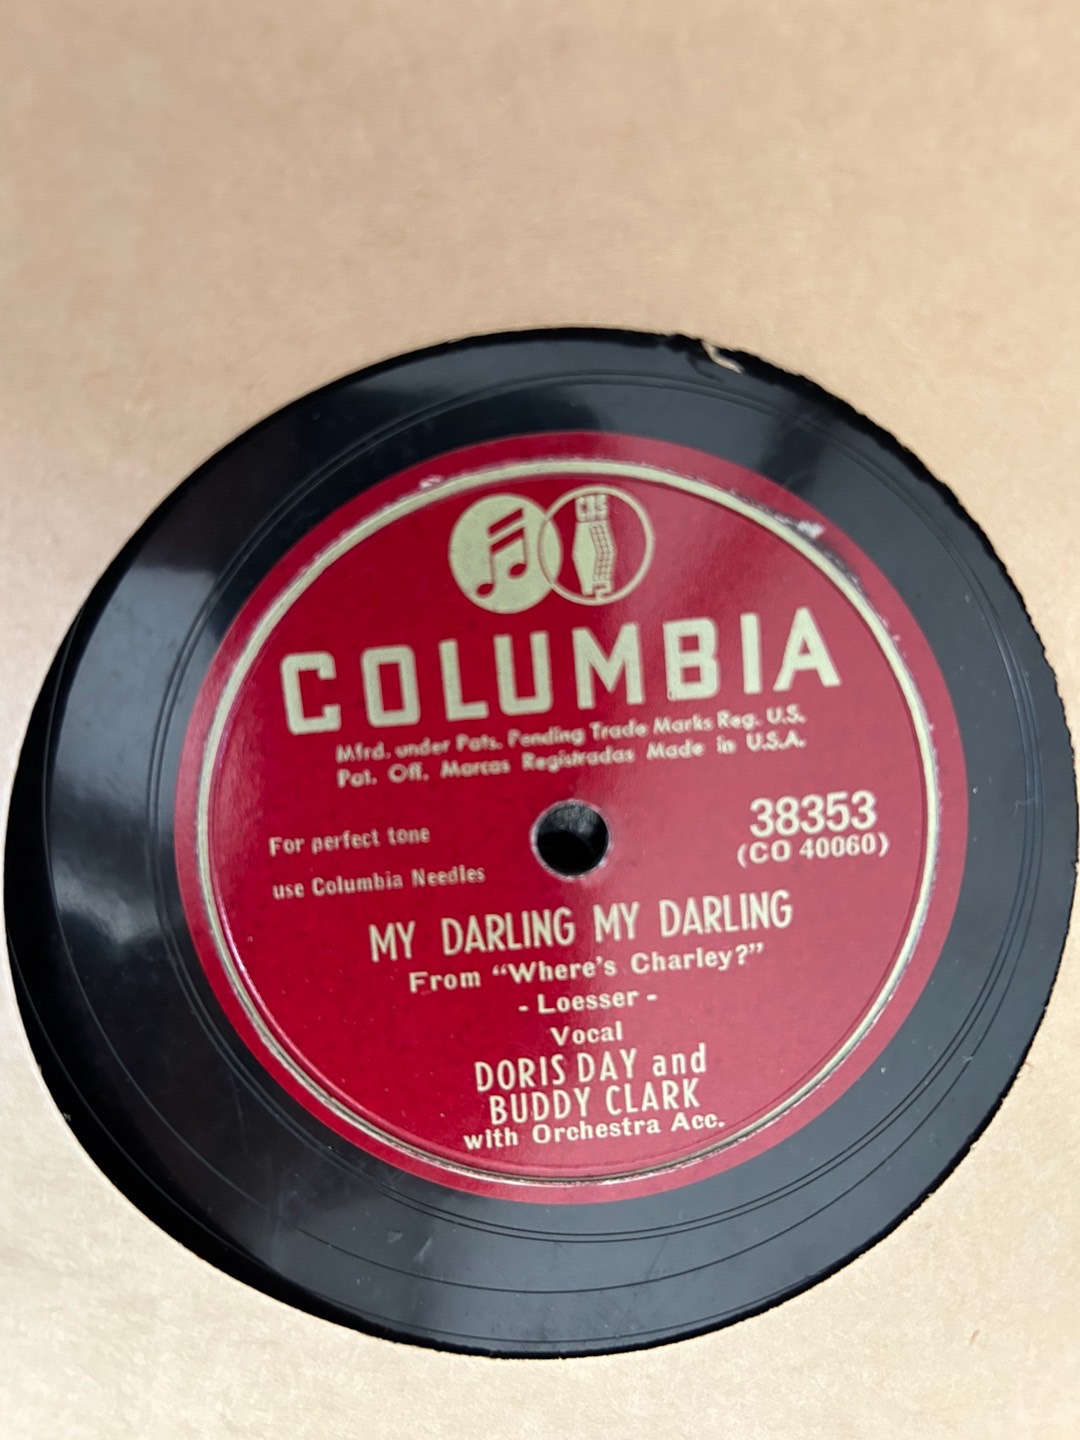 CBS
COLUMBIA
Mfrd. under Pats. Pending Trade Marks Reg. U.S.
Pat. Off. Marcas Registradas Made in U.S.A.
For perfect tone
use Columbia Needles
38353
(CO 40060)
MY DARLING MY DARLING
From “Where's Charley?”
- Loesser -
Vocal
DORIS DAY and
BUDDY CLARK
with Orchestra Acc.